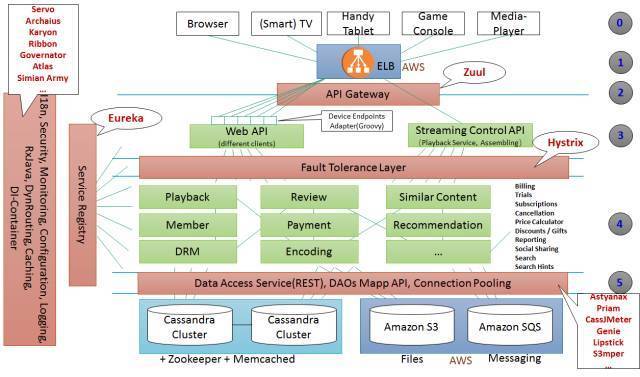 Servo
Archaius
Karyon
Ribbon
Governator
Atlas
Simian Army
Browser
(Smart) TV
Handy
Tablet
Game
Console
Media-
Player
0
ELB
AWS
1
Zuul
API Gateway
2
Eureka
Device Endpoints
Adapter(Groovy)
Web API
(different clients)
Streaming Control API
(Playback Service, Assembling)
3
Hystrix
Fault Tolerance Layer
I18n, Security, Monitoring, Configuration, Logging,
RxJava, DynRouting, Caching,
DI-Container
Service Registry
Playback
Review
Similar Content
Member
Payment
Recommendation
DRM
Encoding
...
Billing
Trials
Subscriptions
Cancellation
Price Calculator
Discounts / Gifts
Reporting
Social Sharing
Search
Search Hints
4
Data Access Service(REST), DAOs Mapp API, Connection Pooling
5
Cassandra
Cluster
Cassandra
Cluster
Amazon S3
Amazon SQS
+ Zookeeper + Memcached
Files
AWS
Messaging
Astyanax
Priam
CassJMeter
Genie
Lipstick
S3mper
...